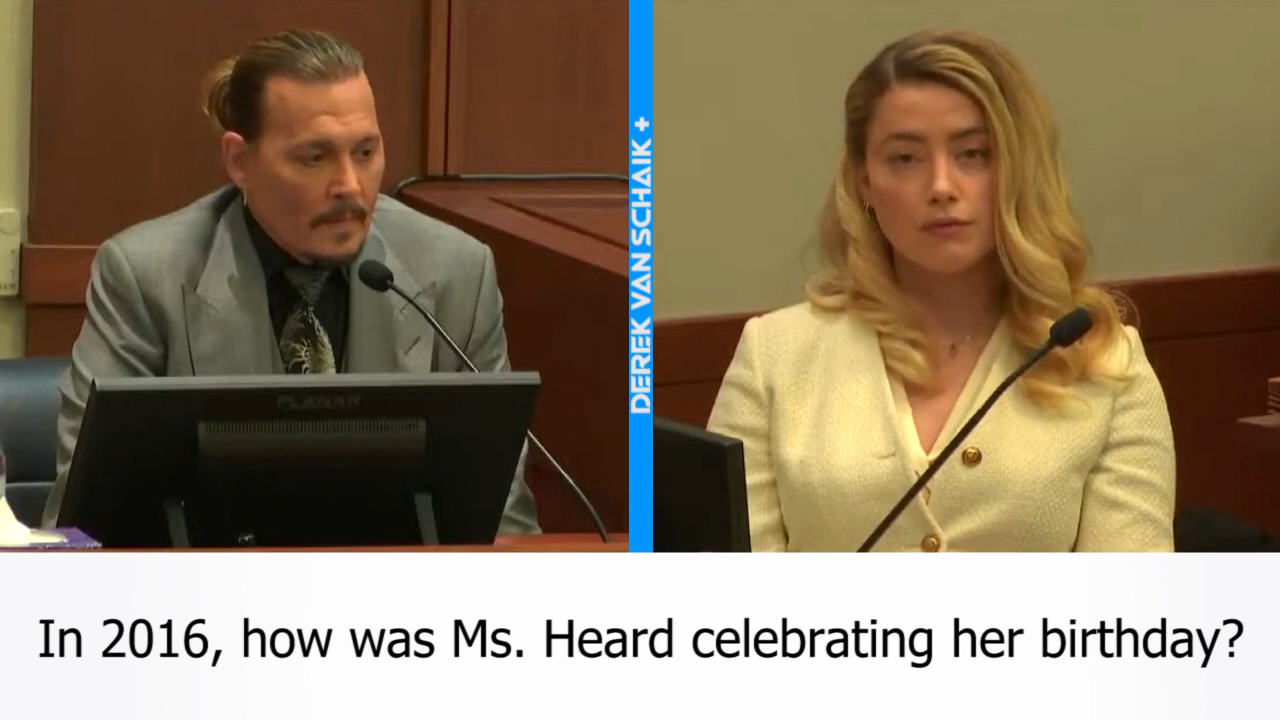 DEREK VAN SCHAIK +
PLANAR
In 2016, how was Ms. Heard celebrating her birthday?